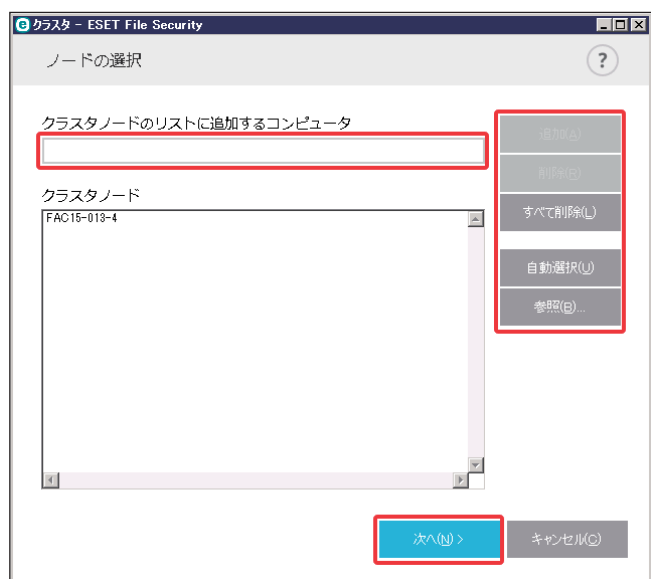 クラスタ - ESET File Security
ノードの選択
?
クラスタノードのリストに追加するコンピュータ
追加(A)
削除(R)
クラスタノード
FAC15-013-4
すべて削除(L)
自動選択(U)
参照(B)...
次へ(N) >
キャンセル(C)